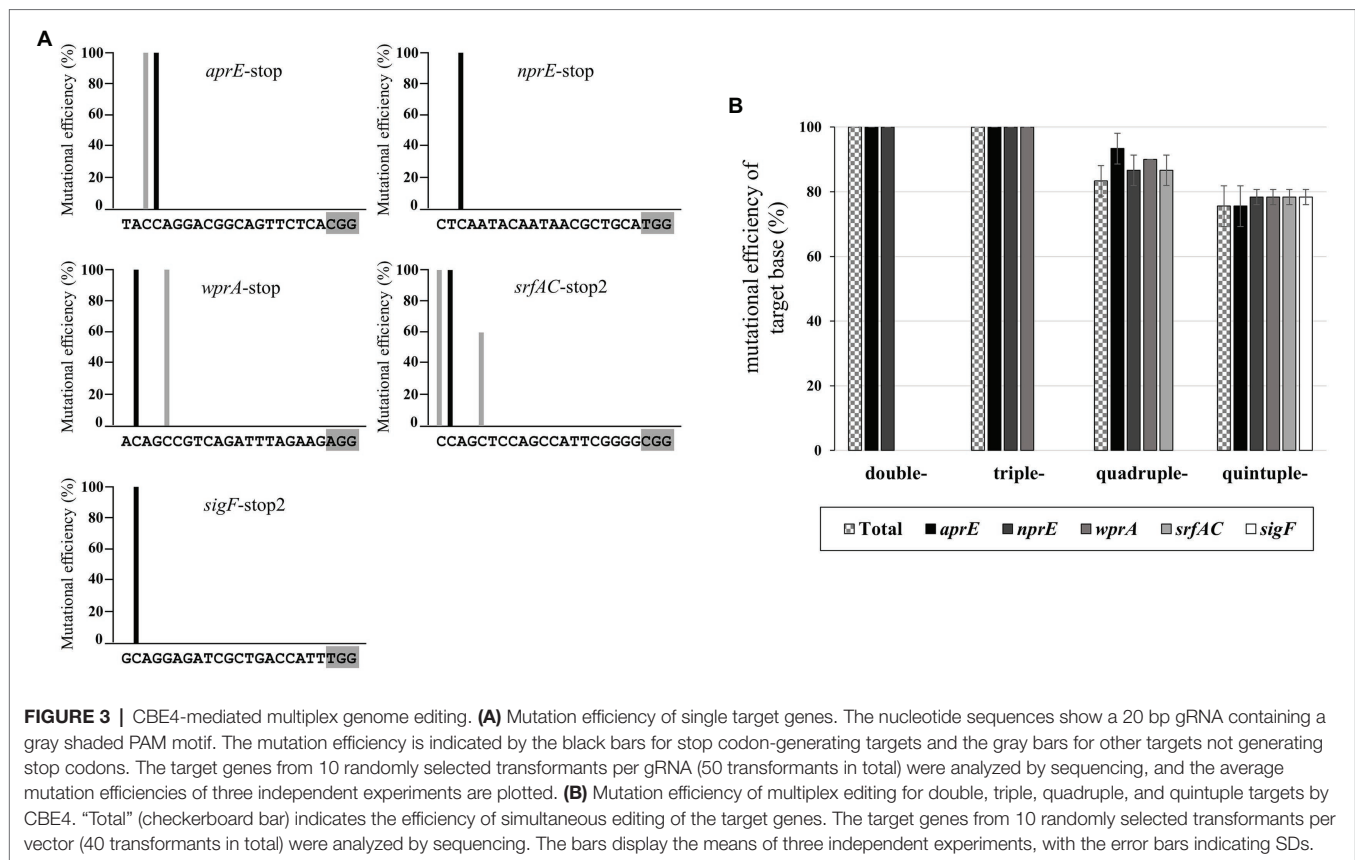 A
Mutational efficiency (%)
100
80
60
40
20
0
aprE-stop
TACCAGGACGGCAGTTCTCACGG
Mutational efficiency (%)
100
80
60
40
20
0
nprE-stop
CTCAATACAATAACGCTGCATGG
Mutational efficiency (%)
100
80
60
40
20
0
wprA-stop
ACAGCCGTCAGATTTAGAAGAGG
Mutational efficiency (%)
100
80
60
40
20
0
srfAC-stop2
CCAGCTCCAGCCATTCGGGGCGG
Mutational efficiency (%)
100
80
60
40
20
0
sigF-stop2
GCAGGAGATCGCTGACCATTTGG
B
mutational efficiency of
target base (%)
100
80
60
40
20
0
double- triple- quadruple- quintuple-
Total aprE nprE wprA srfAC sigF
FIGURE 3 | CBE4-mediated multiplex genome editing. (A) Mutation efficiency of single target genes. The nucleotide sequences show a 20 bp gRNA containing a
gray shaded PAM motif. The mutation efficiency is indicated by the black bars for stop codon-generating targets and the gray bars for other targets not generating
stop codons. The target genes from 10 randomly selected transformants per gRNA (50 transformants in total) were analyzed by sequencing, and the average
mutation efficiencies of three independent experiments are plotted. (B) Mutation efficiency of multiplex editing for double, triple, quadruple, and quintuple targets by
CBE4. “Total” (checkerboard bar) indicates the efficiency of simultaneous editing of the target genes. The target genes from 10 randomly selected transformants per
vector (40 transformants in total) were analyzed by sequencing. The bars display the means of three independent experiments, with the error bars indicating SDs.